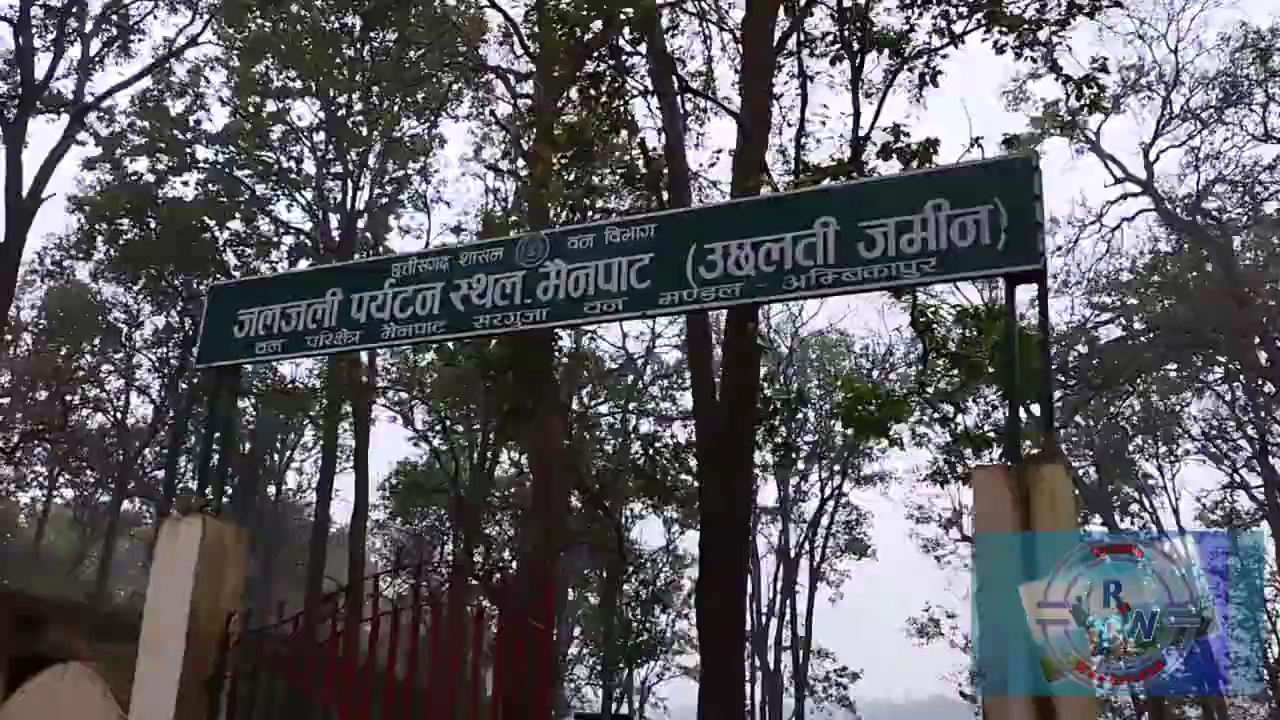 छत्तीसगढ़ शासन वन विभाग
जलजली पर्यटन स्थल-मैनपाट (उछलती जमीन)
वन परिक्षेत्र मैनपाट सरगुजा वन मण्डल - अम्बिकापुर
R
W